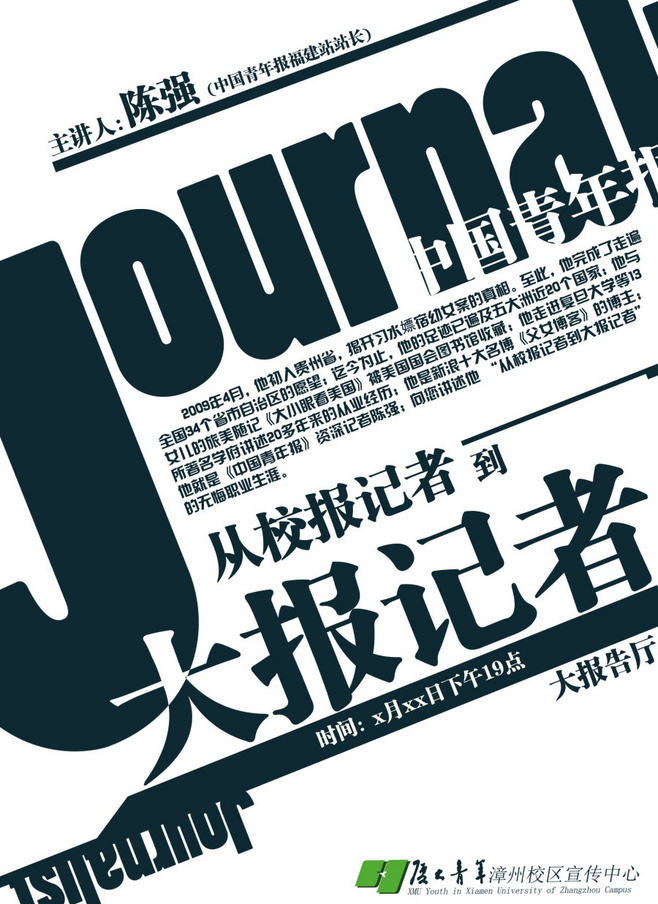 主讲人:陈强(中国青年报福建站站长)
Journal
中国青年报
2009年4月,他初入贵州省,揭开习水嫖宿幼女案的真相。至此,他完成了走遍
全国34个省市自治区的愿望;迄今为止,他的足迹已遍及五大洲近20个国家;他与
女儿的旅美随记《大小眼看美国》被美国国会图书馆收藏;他走进复旦大学等13
所著名学府讲述20多年来的从业经历;他是新浪十大名博《父女博客》的博主;
他就是《中国青年报》资深记者陈强;向您讲述他“从校报记者到大报记者”
的无悔职业生涯。
从校报记者 到
大报记者
时间:x月xx日下午19点
大报告厅
Journalist
厦大青年漳州校区宣传中心
XMU Youth in Xiamen University of Zhangzhou Campus